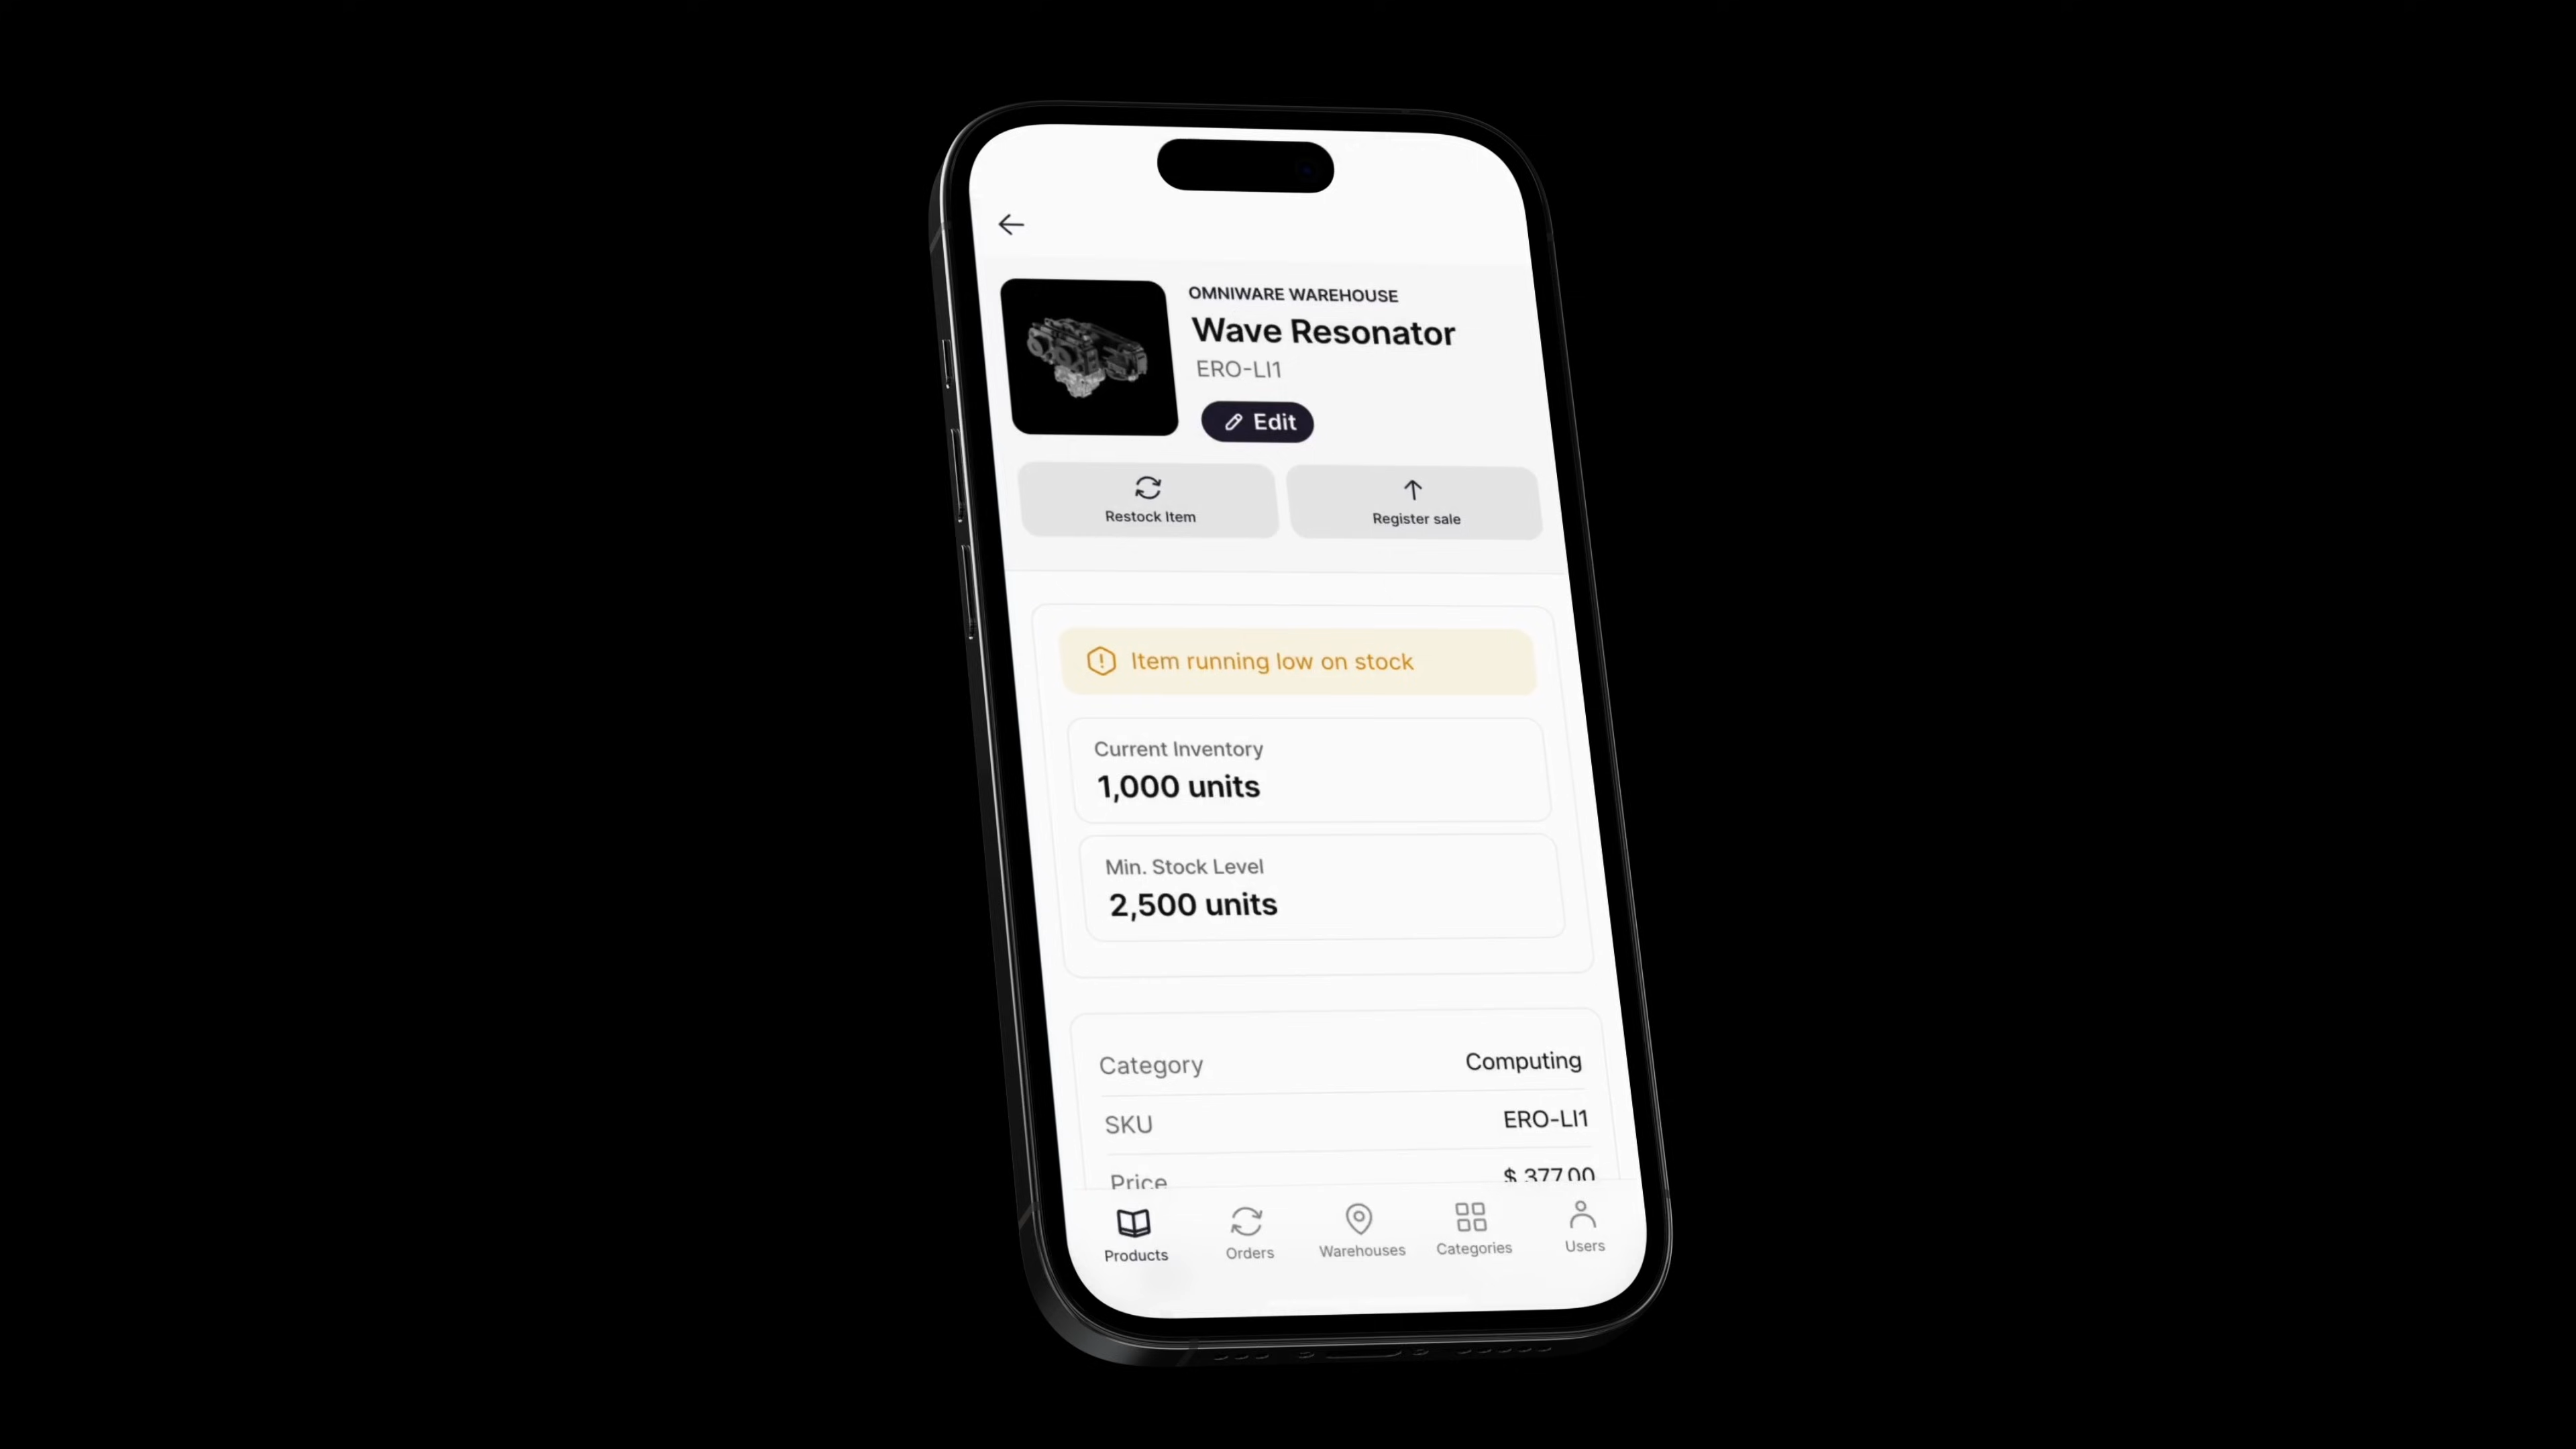 OMNIWARE WAREHOUSE
Wave Resonator
ERO-LI1
Edit
Restock Item
Register sale
Item running low on stock
Current Inventory
1,000 units
Min. Stock Level
2,500 units
Category Computing
SKU ERO-LI1
Price $ 377.00
Products Orders Warehouses Categories Users